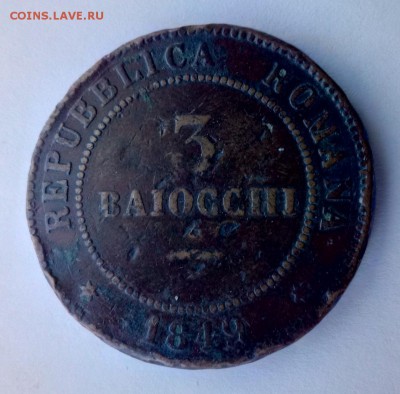 COINS.LAVE.RU
REPUBBLICA ROMANA
3
BAIOCCHI
1849